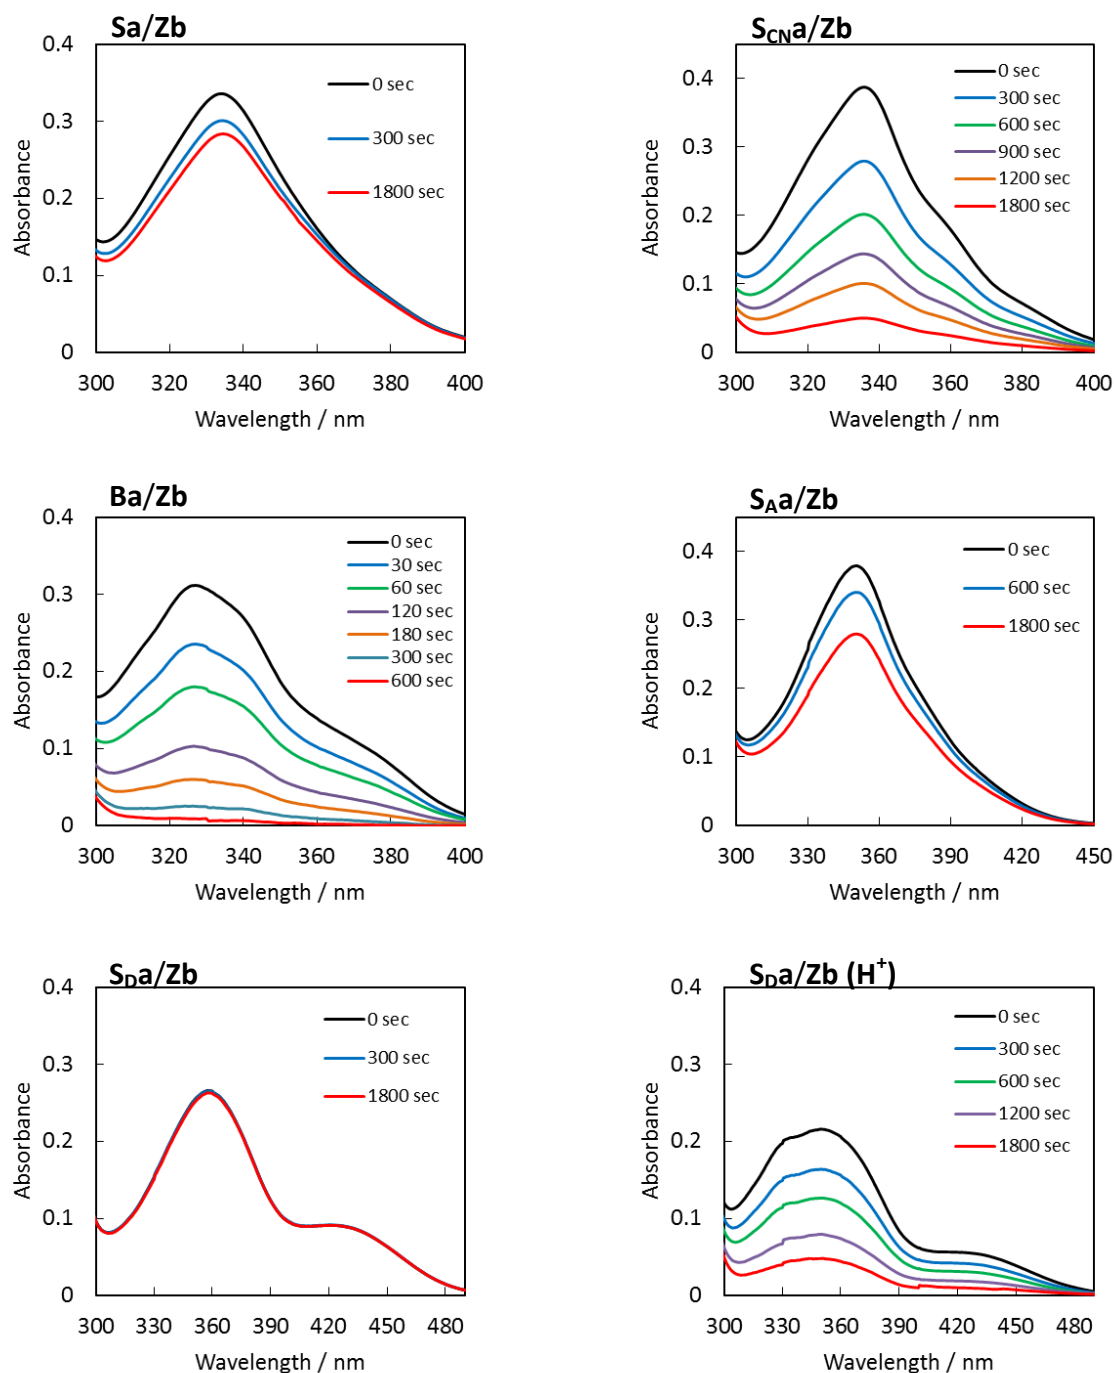 Sa/Zb
0.4
0.3
0.2
0.1
0
Absorbance
0 sec
300 sec
1800 sec
300 320 340 360 380 400
Wavelength / nm
S_CNa/Zb
0.4
0.3
0.2
0.1
0
Absorbance
0 sec
300 sec
600 sec
900 sec
1200 sec
1800 sec
300 320 340 360 380 400
Wavelength / nm
Ba/Zb
0.4
0.3
0.2
0.1
0
Absorbance
0 sec
30 sec
60 sec
120 sec
180 sec
300 sec
600 sec
300 320 340 360 380 400
Wavelength / nm
S_Aa/Zb
0.4
0.3
0.2
0.1
0
Absorbance
0 sec
600 sec
1800 sec
300 330 360 390 420 450
Wavelength / nm
S_Da/Zb
0.4
0.3
0.2
0.1
0
Absorbance
0 sec
300 sec
1800 sec
300 330 360 390 420 450 480
Wavelength / nm
S_Da/Zb (H⁺)
0.4
0.3
0.2
0.1
0
Absorbance
0 sec
300 sec
600 sec
1200 sec
1800 sec
300 330 360 390 420 450 480
Wavelength / nm